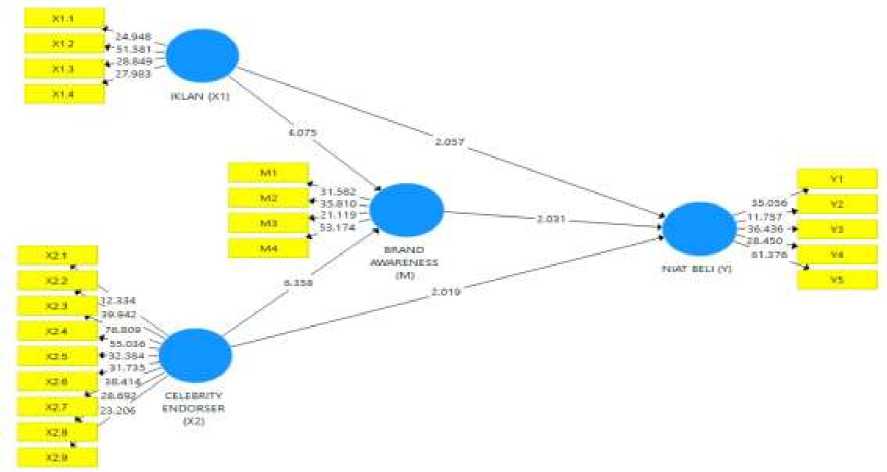 X1.1
X1.2
X1.3
X1.4
24.948
51.581
28.849
27.983
IKLAN (X1)
4.075
2.057
M1
M2
M3
M4
31.582
35.810
21.119
53.174
BRAND
AWARENESS
(M)
2.031
Y1
Y2
Y3
Y4
Y5
35.056
11.757
36.436
28.450
61.376
NIAT BELI (Y)
X2.1
X2.2
X2.3
X2.4
X2.5
X2.6
X2.7
X2.8
X2.9
12.334
39.942
76.809
55.036
32.384
31.735
38.414
28.692
23.206
CELEBRITY
ENDORSER
(X2)
6.358
2.019